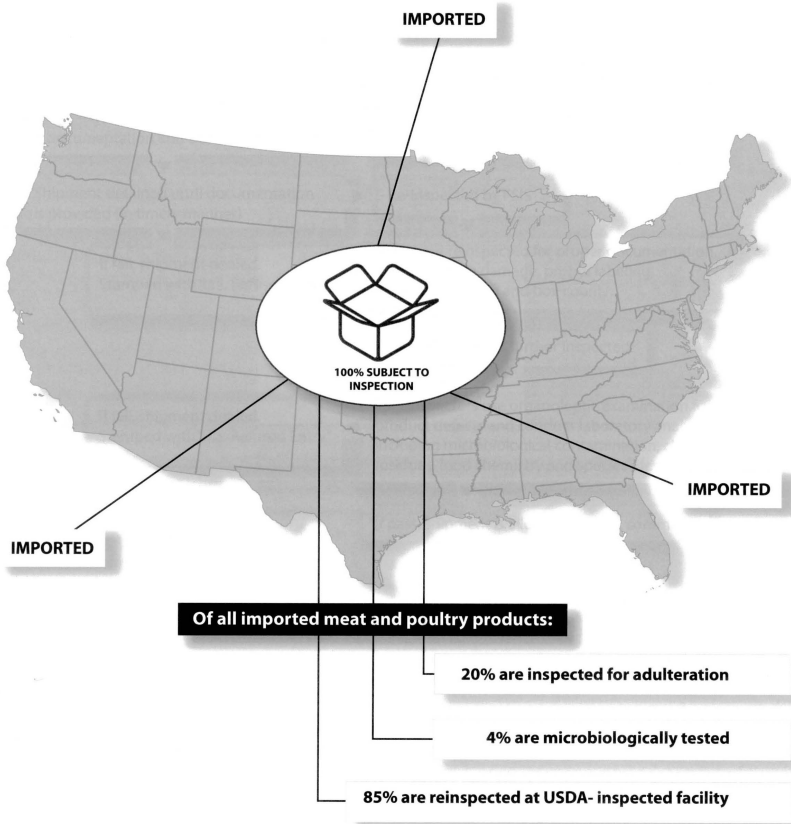 IMPORTED
100% SUBJECT TO
INSPECTION
IMPORTED
IMPORTED
Of all imported meat and poultry products:
20% are inspected for adulteration
4% are microbiologically tested
85% are reinspected at USDA- inspected facility